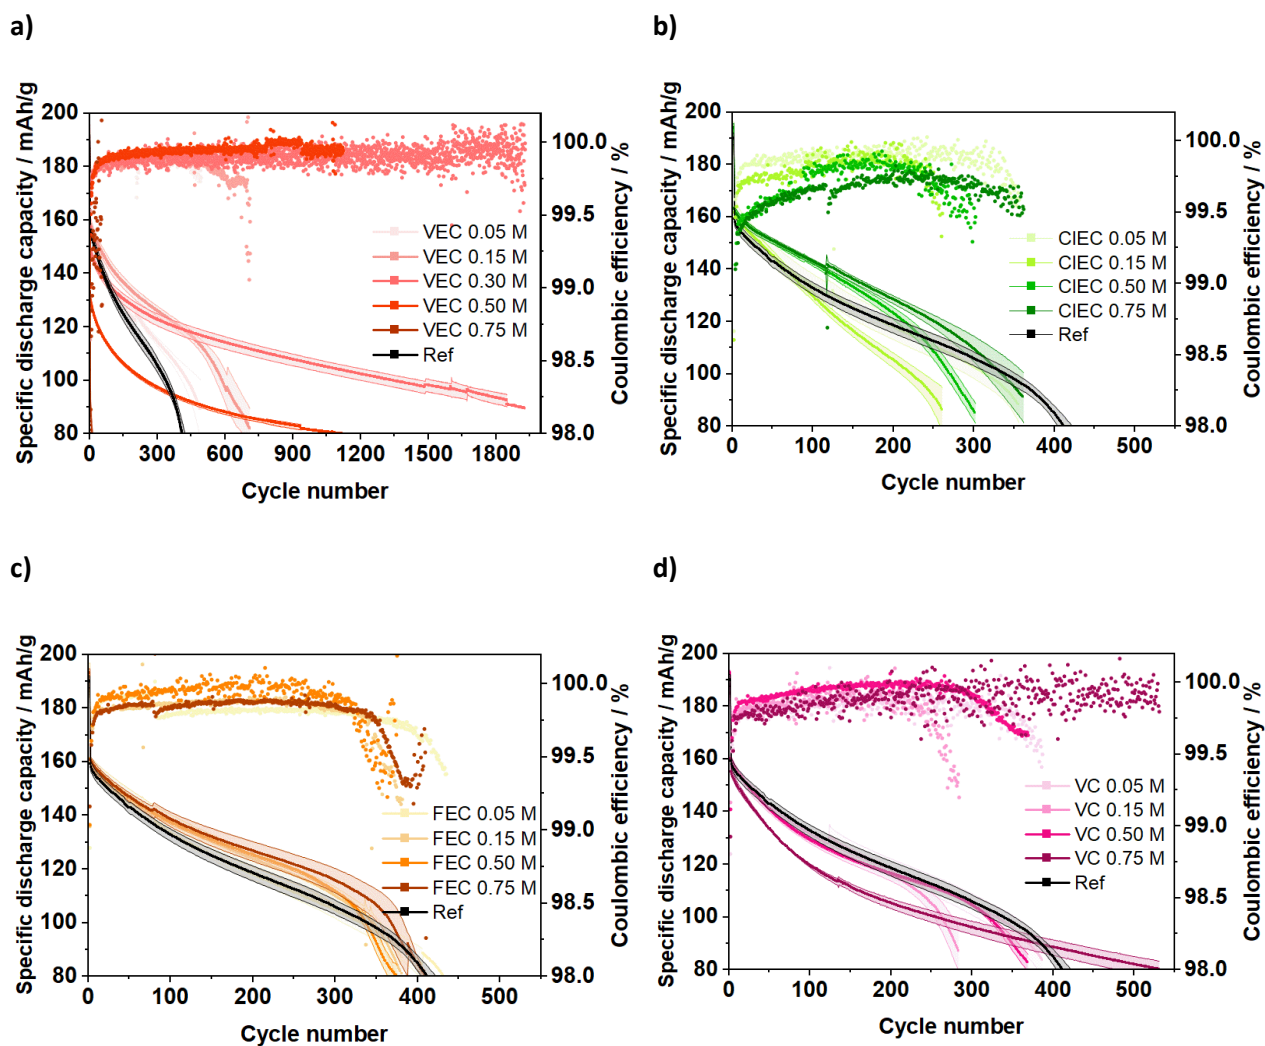 a)
Specific discharge capacity / mAh/g
200
180
160
140
120
100
80
0
300
600
900
1200
1500
1800
Cycle number
100.0
99.5
99.0
98.5
98.0
Coulombic efficiency / %
VEC 0.05 M
VEC 0.15 M
VEC 0.30 M
VEC 0.50 M
VEC 0.75 M
Ref
b)
Specific discharge capacity / mAh/g
200
180
160
140
120
100
80
0
100
200
300
400
500
Cycle number
100.0
99.5
99.0
98.5
98.0
Coulombic efficiency / %
ClEC 0.05 M
ClEC 0.15 M
ClEC 0.50 M
ClEC 0.75 M
Ref
c)
Specific discharge capacity / mAh/g
200
180
160
140
120
100
80
0
100
200
300
400
500
Cycle number
100.0
99.5
99.0
98.5
98.0
Coulombic efficiency / %
FEC 0.05 M
FEC 0.15 M
FEC 0.50 M
FEC 0.75 M
Ref
d)
Specific discharge capacity / mAh/g
200
180
160
140
120
100
80
0
100
200
300
400
500
Cycle number
100.0
99.5
99.0
98.5
98.0
Coulombic efficiency / %
VC 0.05 M
VC 0.15 M
VC 0.50 M
VC 0.75 M
Ref